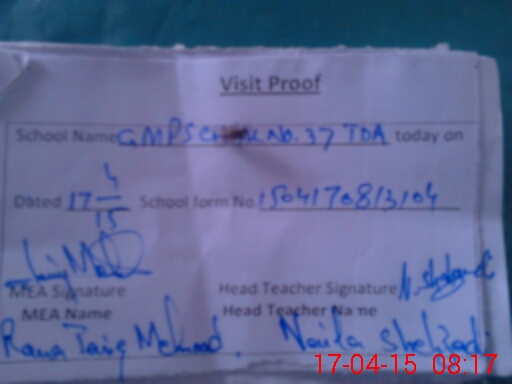 Visit Proof
School Name GMPS Chak No. 37 TDA today on
Dated 17 4/15 School form No 15041708/3/04
MEA Signature Head Teacher Signature
MEA Name Head Teacher Name
Rana Tariq Mehmood, Naila Shehzadi
17-04-15 08:17